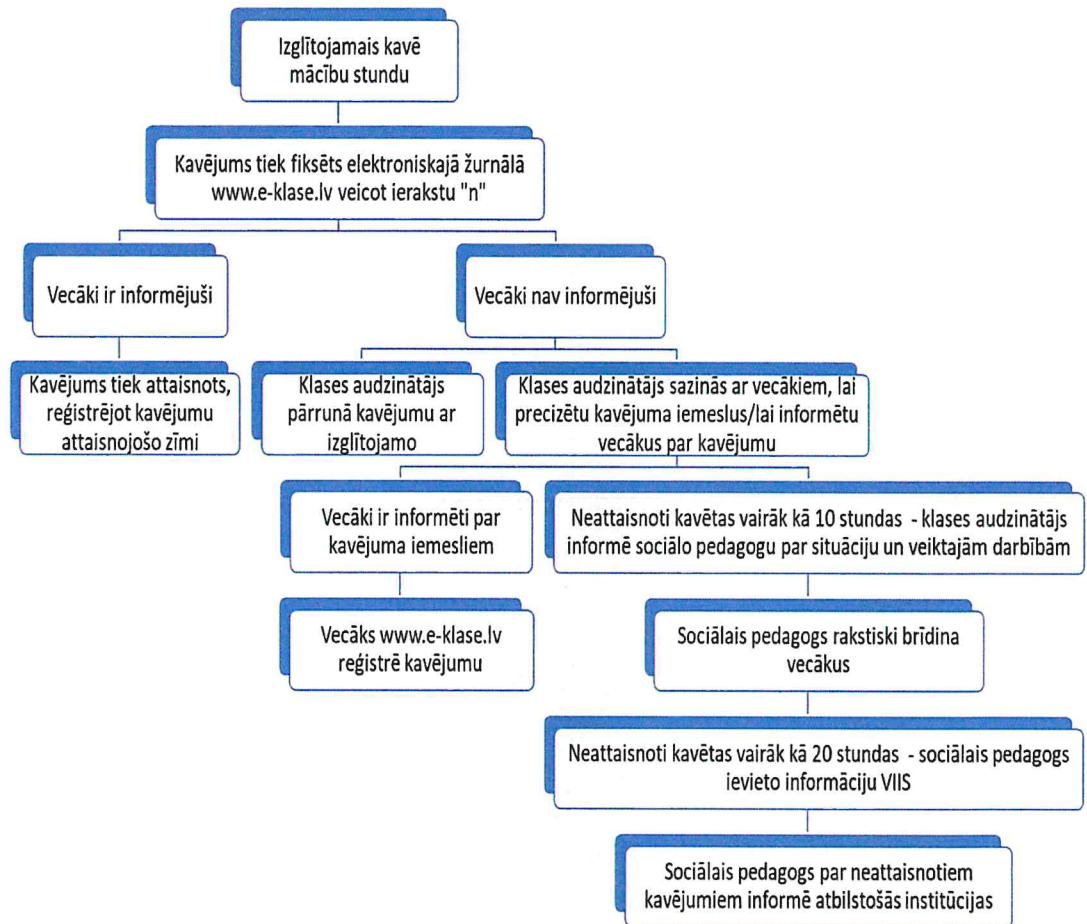 Izglītojamais kavē
mācību stundu
Kavējums tiek fiksēts elektroniskajā žurnālā
www.e-klase.lv veicot ierakstu "n"
Vecāki ir informējuši
Vecāki nav informējuši
Kavējums tiek attaisnots,
reģistrējot kavējumu
attaisnojošo zīmi
Klases audzinātājs
pārrunā kavējumu ar
izglītojamo
Klases audzinātājs sazinās ar vecākiem, lai
precizētu kavējuma iemeslus/lai informētu
vecākus par kavējumu
Vecāki ir informēti par
kavējuma iemesliem
Neattaisnoti kavētas vairāk kā 10 stundas - klases audzinātājs
informē sociālo pedagogu par situāciju un veiktajām darbībām
Vecāks www.e-klase.lv
reģistrē kavējumu
Sociālais pedagogs rakstiski brīdina
vecākus
Neattaisnoti kavētas vairāk kā 20 stundas - sociālais pedagogs
ievieto informāciju VIIS
Sociālais pedagogs par neattaisnotiem
kavējumiem informē atbilstošās institūcijas